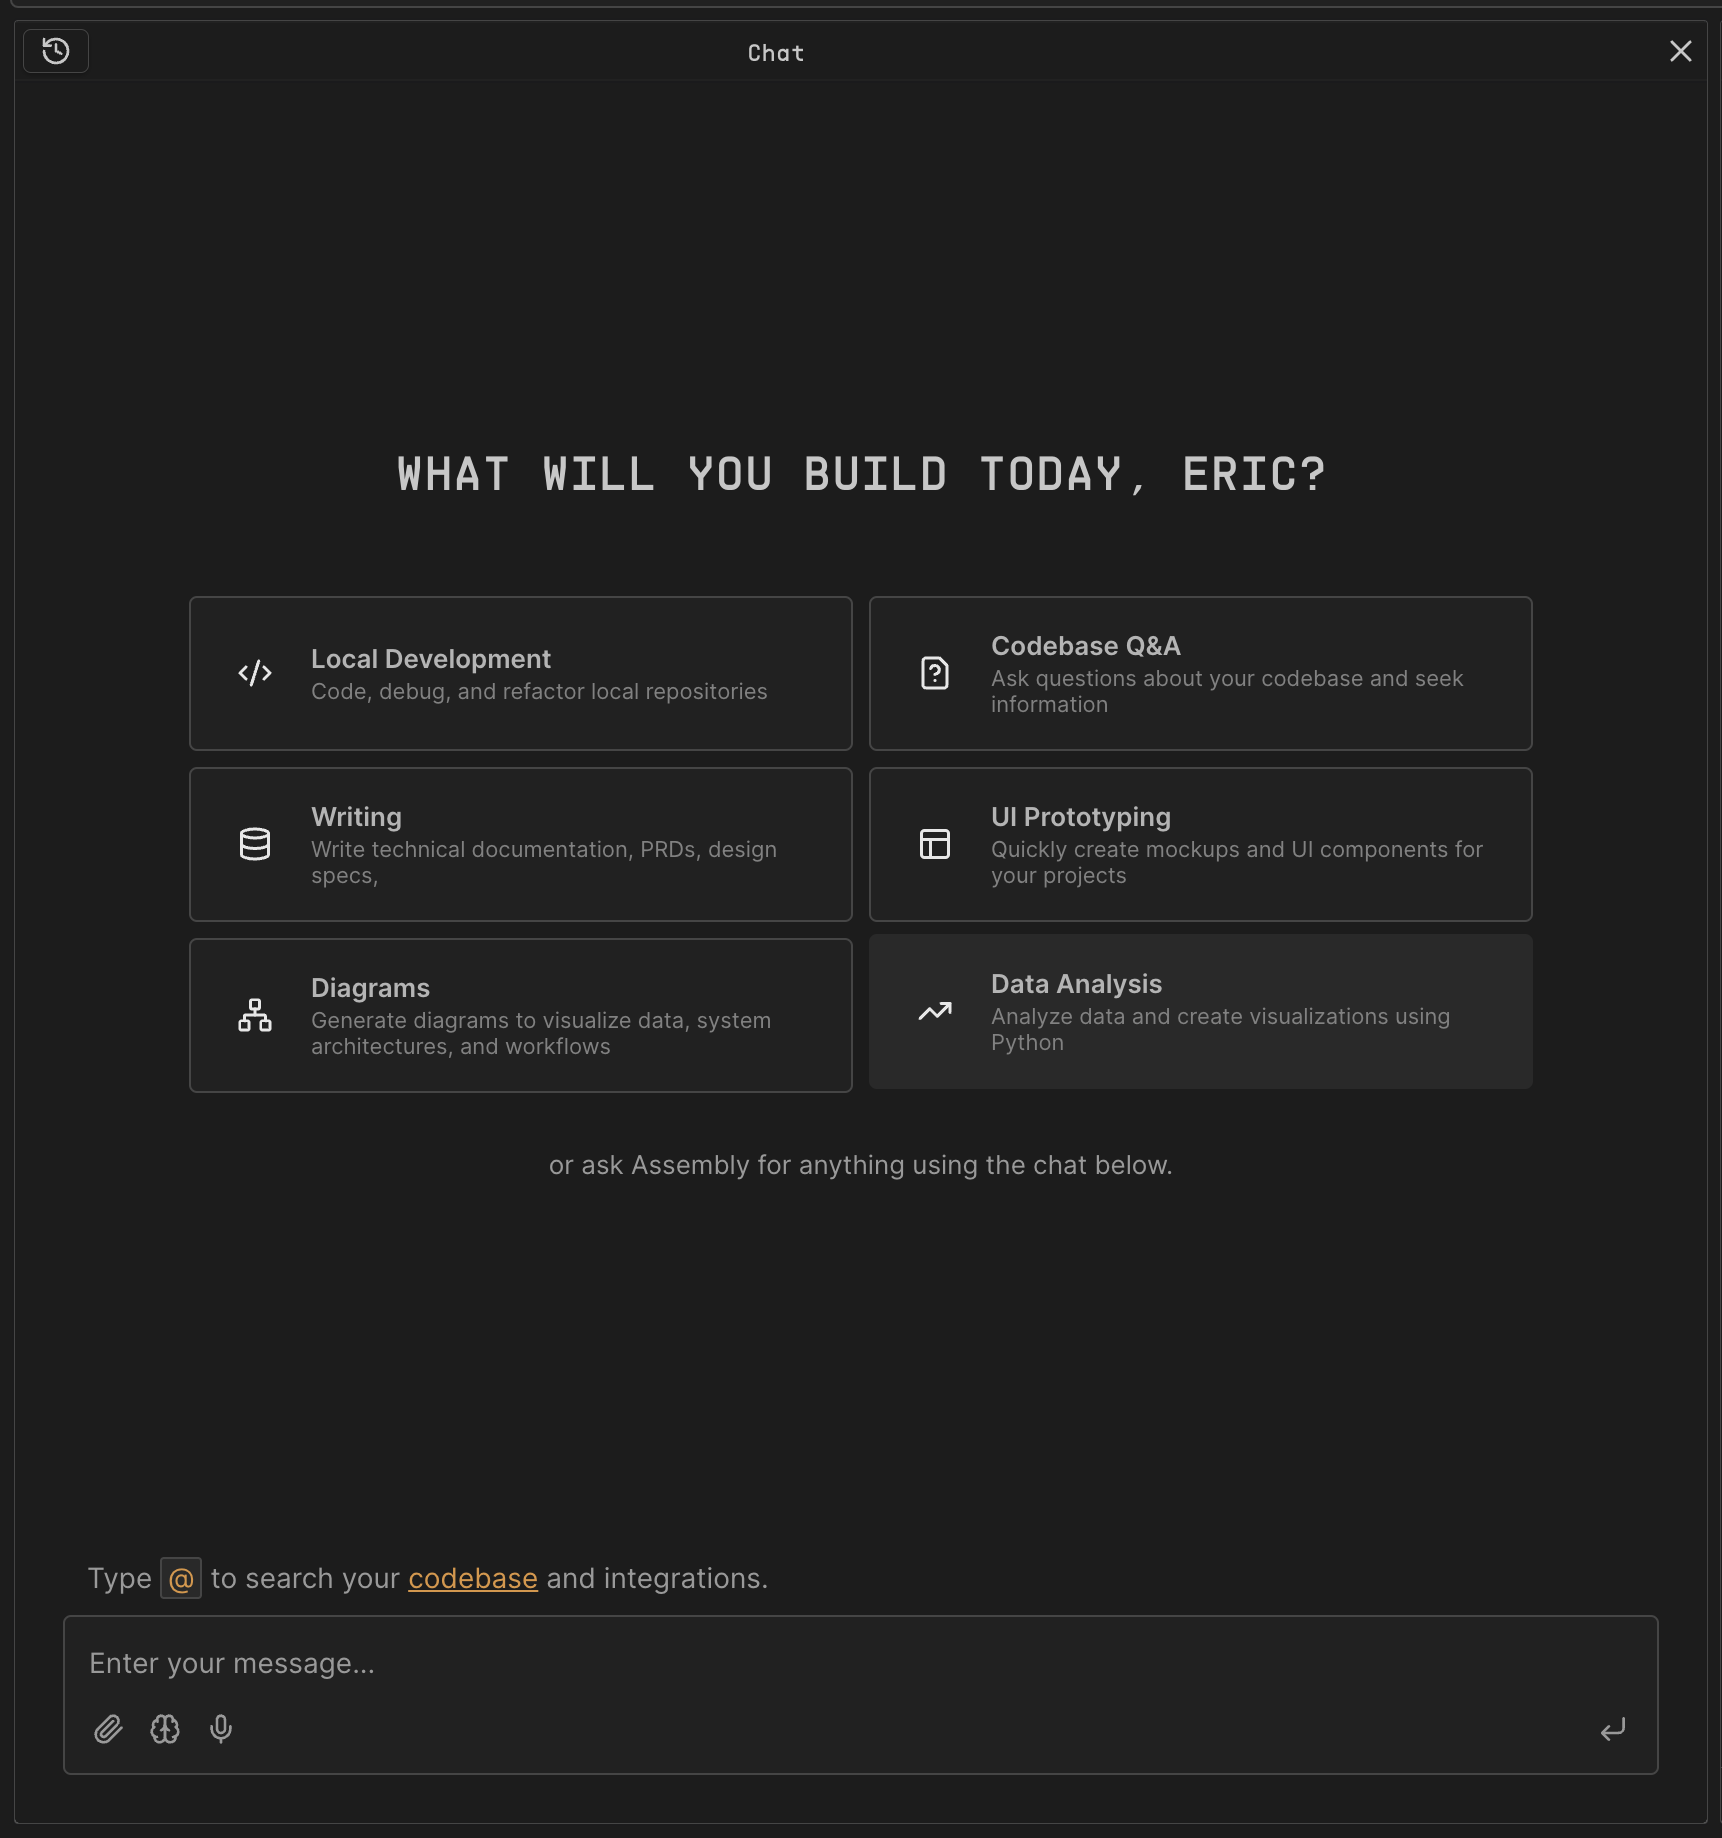 Chat
WHAT WILL YOU BUILD TODAY, ERIC?
Local Development
Code, debug, and refactor local repositories
Codebase Q&A
Ask questions about your codebase and seek
information
Writing
Write technical documentation, PRDs, design
specs,
UI Prototyping
Quickly create mockups and UI components for
your projects
Diagrams
Generate diagrams to visualize data, system
architectures, and workflows
Data Analysis
Analyze data and create visualizations using
Python
or ask Assembly for anything using the chat below.
Type @ to search your codebase and integrations.
Enter your message...